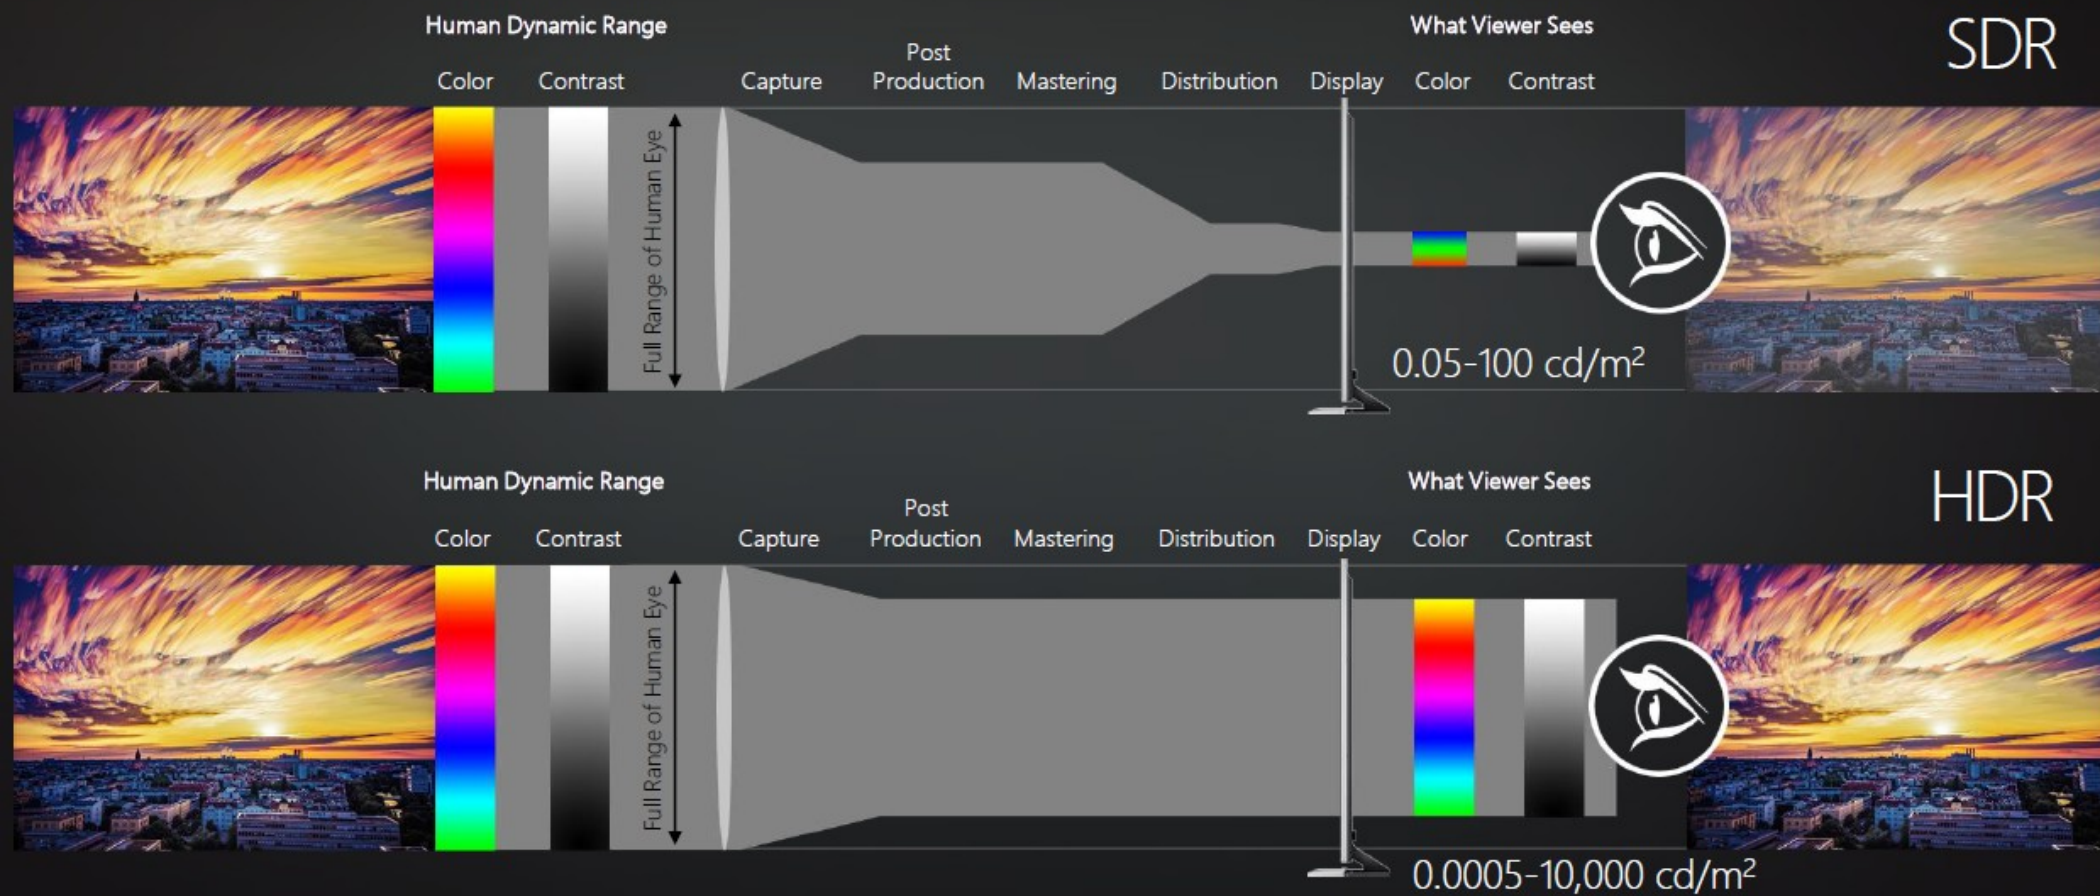 Human Dynamic Range
What Viewer Sees
SDR
Color
Contrast
Capture
Post
Production
Mastering
Distribution
Display
Color
Contrast
Full Range of Human Eye
0.05-100 cd/m²
Human Dynamic Range
What Viewer Sees
HDR
Color
Contrast
Capture
Post
Production
Mastering
Distribution
Display
Color
Contrast
Full Range of Human Eye
0.0005-10,000 cd/m²